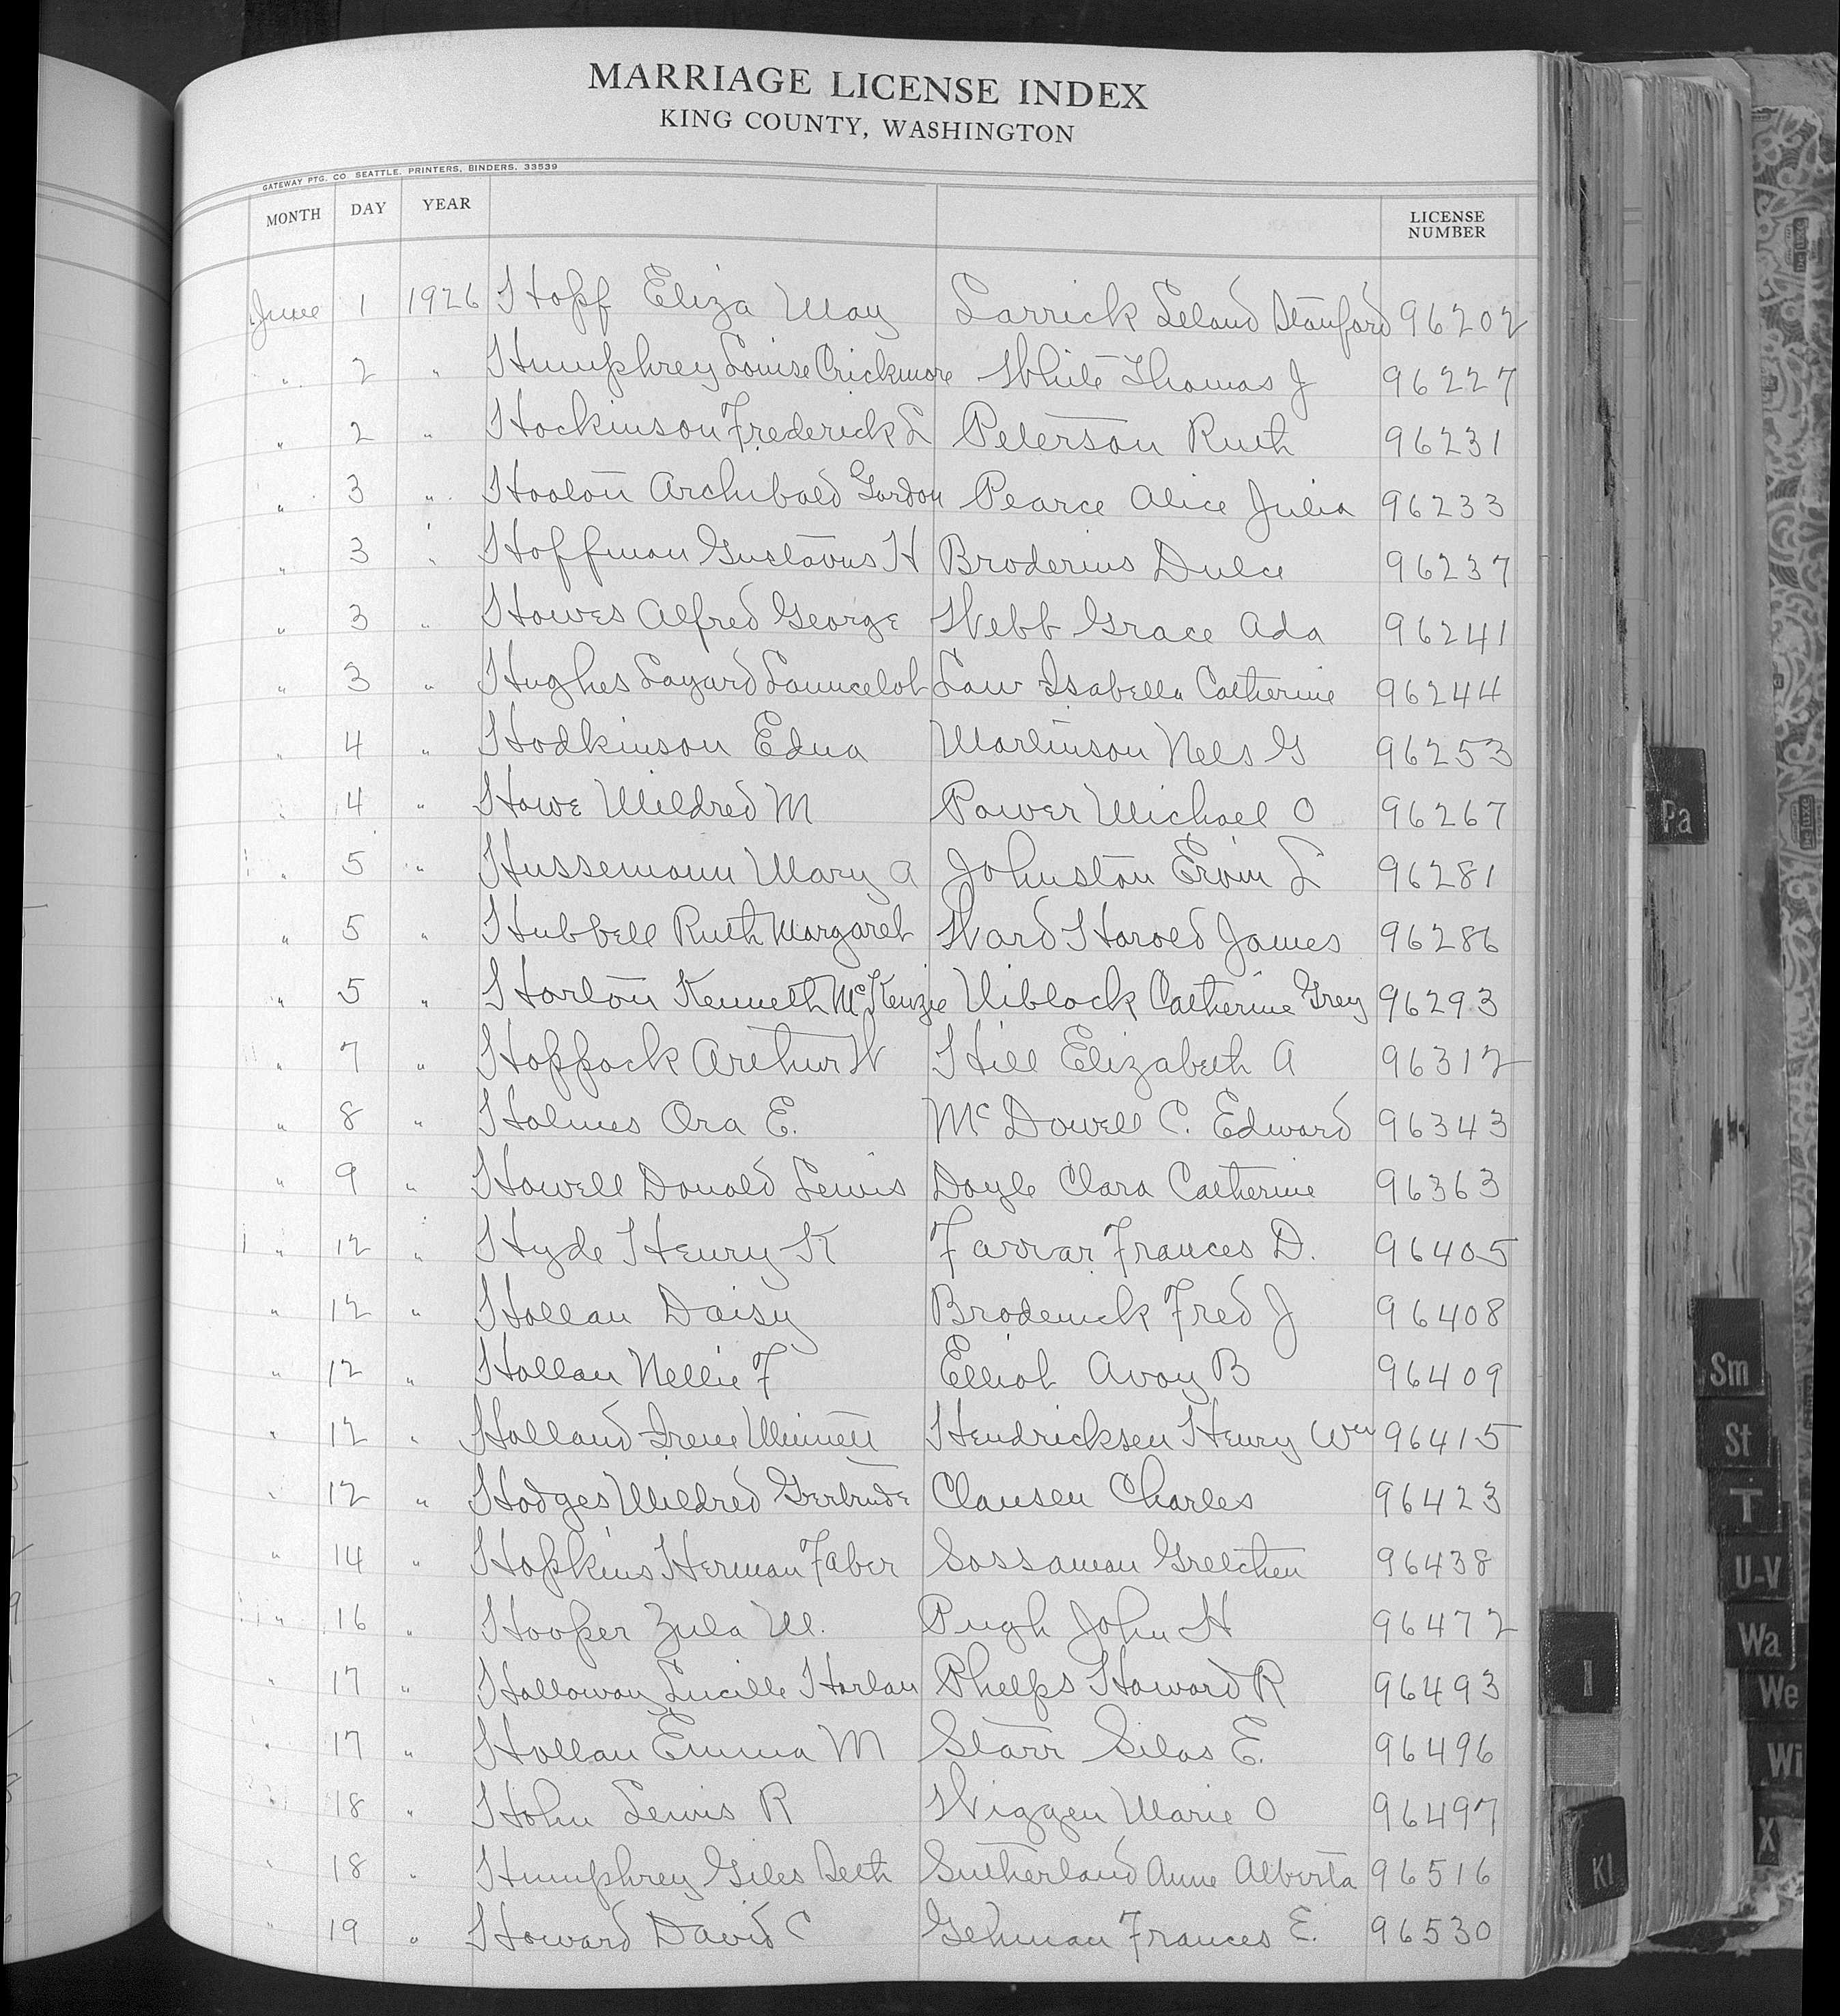 MARRIAGE LICENSE INDEX
KING COUNTY, WASHINGTON
GATEWAY PTG. CO. SEATTLE. PRINTERS, BINDERS. 33539
MONTH DAY YEAR LICENSE NUMBER
June 1 1926 Hopf Eliza May Larrick Leland Stanford 96202
" 2 " Humphrey Louise Crickmore White Thomas J 96227
" 2 " Hockinson Frederick L Peterson Ruth 96231
" 3 " Hooton Archibald Gordon Pearce Alice Julia 96233
" 3 " Hoffman Gustavus H Broderius Dulce 96237
" 3 " Howes Alfred George Webb Grace Ada 96241
" 3 " Hughes Layard Launcelot Law Isabella Catherine 96244
" 4 " Hodkinson Edna Martinson Nels G 96253
" 4 " Howe Mildred M Power Michael O 96267
" 5 " Hussemann Mary A Johnston Ervin L 96281
" 5 " Hubbell Ruth Margaret Ward Harold James 96286
" 5 " Horton Kenneth McKenzie Niblock Catherine Grey 96293
" 7 " Hoppock Arthur W Hill Elizabeth A 96312
" 8 " Holmes Ora E. McDowell C. Edward 96343
" 9 " Howell Donald Lewis Doyle Clara Catherine 96363
" 12 " Hyde Henry K Farrar Frances D. 96405
" 12 " Hollan Daisy Broderick Fred J 96408
" 12 " Hollan Nellie F Elliot Avoy B 96409
" 12 " Holland Irene Minnett Hendricksen Henry Wm 96415
" 12 " Hodges Mildred Gertrude Clausen Charles 96423
" 14 " Hopkins Herman Faber Sossaman Gretchen 96438
" 16 " Hooper Zula M. Pugh John H 96472
" 17 " Holloway Lucille Harlan Phelps Howard R 96493
" 17 " Hollan Emma M Starr Silas E. 96496
" 18 " Hohn Lewis R Wiggen Marie O 96497
" 18 " Humphrey Giles Seth Sutherland Anne Alberta 96516
" 19 " Howard David C Gehman Frances E. 96530
Pa
Sm
St
T
U-V
Wa
We
Wi
X
I
Kl